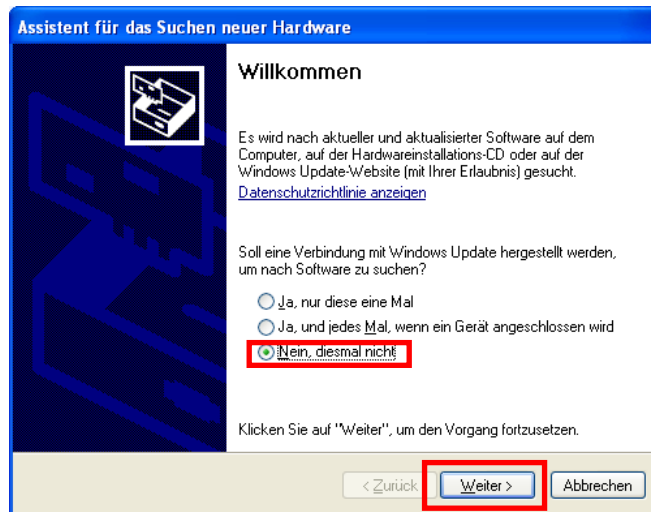 Assistent für das Suchen neuer Hardware
Willkommen
Es wird nach aktueller und aktualisierter Software auf dem
Computer, auf der Hardwareinstallations-CD oder auf der
Windows Update-Website (mit Ihrer Erlaubnis) gesucht.
Datenschutzrichtlinie anzeigen
Soll eine Verbindung mit Windows Update hergestellt werden,
um nach Software zu suchen?
Ja, nur diese eine Mal
Ja, und jedes Mal, wenn ein Gerät angeschlossen wird
Nein, diesmal nicht
Klicken Sie auf "Weiter", um den Vorgang fortzusetzen.
< Zurück Weiter > Abbrechen